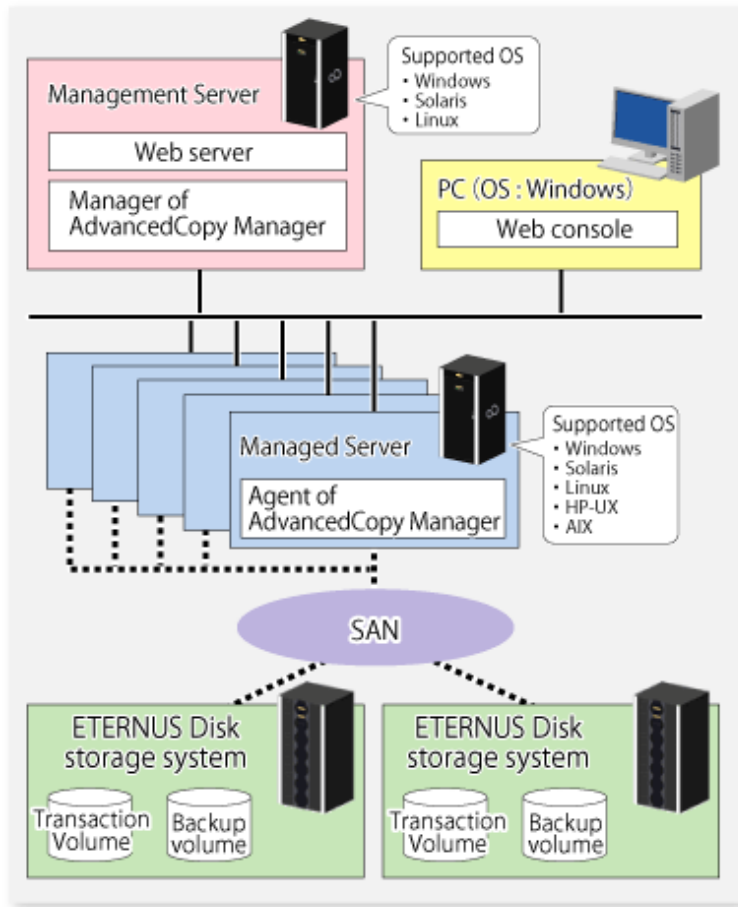 Management Server
Supported OS
・Windows
・Solaris
・Linux
Web server
Manager of
AdvancedCopy Manager
PC (OS : Windows)
Web console
Managed Server
Agent of
AdvancedCopy Manager
Supported OS
・Windows
・Solaris
・Linux
・HP-UX
・AIX
SAN
ETERNUS Disk
storage system
Transaction
Volume
Backup
volume
ETERNUS Disk
storage system
Transaction
Volume
Backup
volume